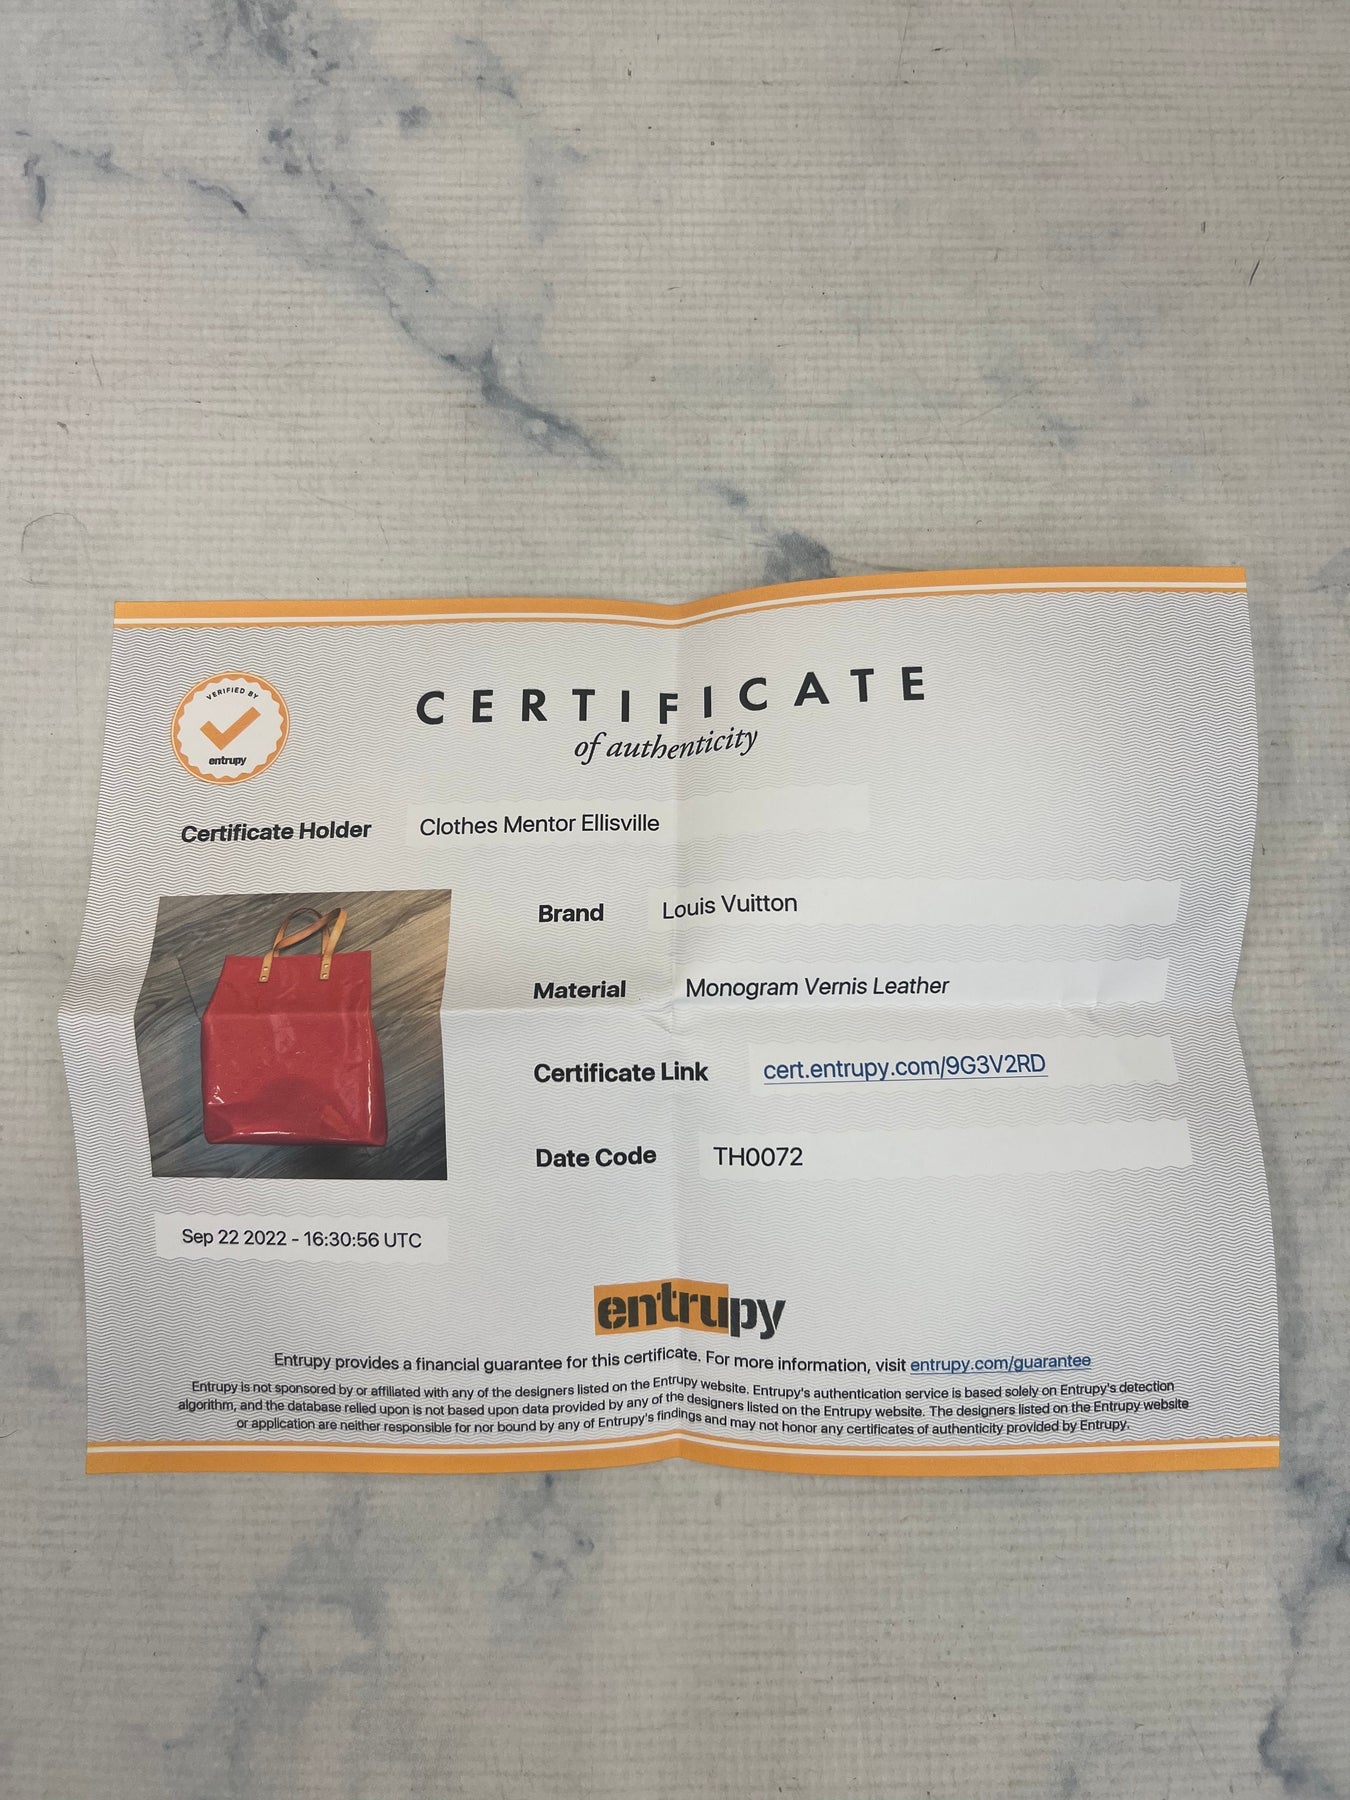 VERIFIED BY
entrupy
CERTIFICATE
of authenticity
Certificate Holder Clothes Mentor Ellisville
Brand Louis Vuitton
Material Monogram Vernis Leather
Certificate Link cert.entrupy.com/9G3V2RD
Date Code TH0072
Sep 22 2022 - 16:30:56 UTC
entrupy
Entrupy provides a financial guarantee for this certificate. For more information, visit entrupy.com/guarantee
Entrupy is not sponsored by or affiliated with any of the designers listed on the Entrupy website. Entrupy's authentication service is based solely on Entrupy's detection
algorithm, and the database relied upon is not based upon data provided by any of the designers listed on the Entrupy website. The designers listed on the Entrupy website
or application are neither responsible for nor bound by any of Entrupy's findings and may not honor any certificates of authenticity provided by Entrupy.